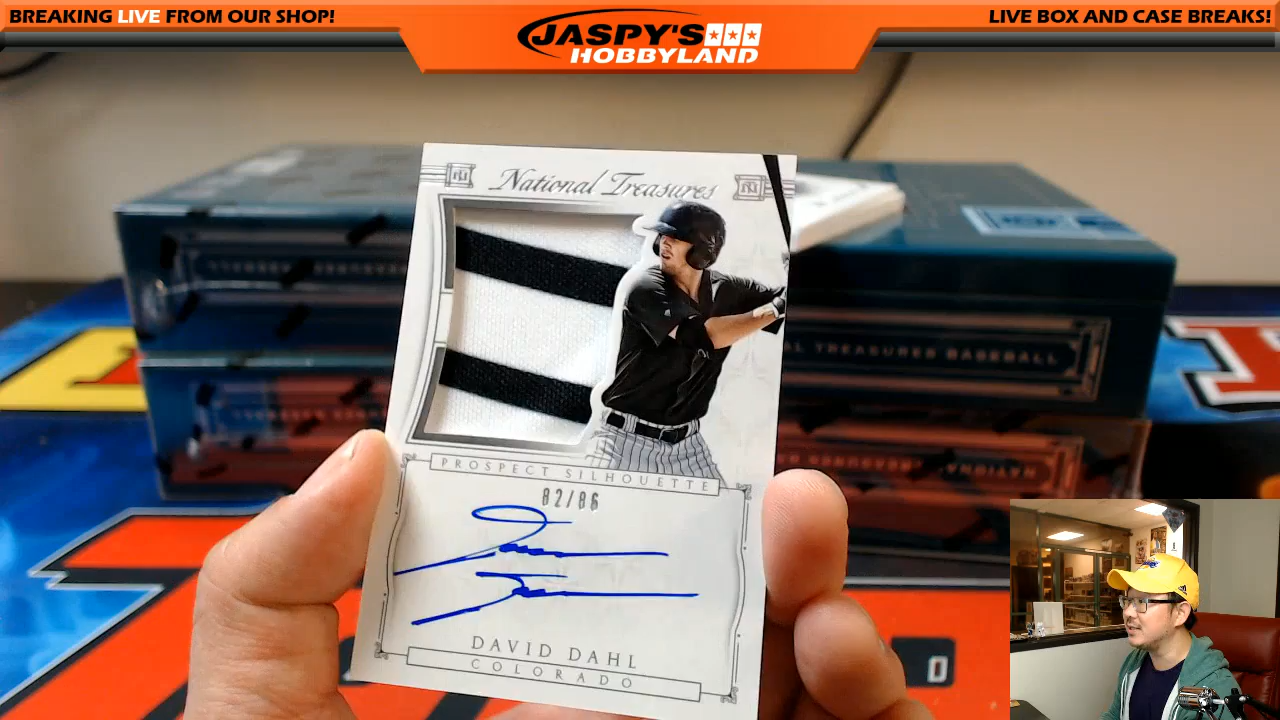 BREAKING LIVE FROM OUR SHOP!
JASPY'S
HOBBYLAND
LIVE BOX AND CASE BREAKS!
National Treasures
PROSPECT SILHOUETTE
82/86
DAVID DAHL
COLORADO
TREASURES BASEBALL